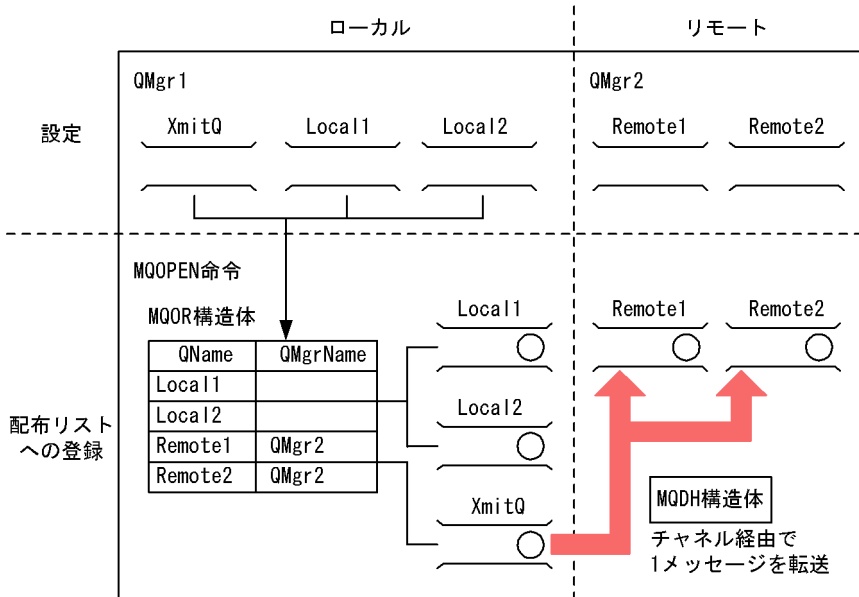 ローカル
リモート
設定
QMgr1
QMgr2
XmitQ
Local1
Local2
Remote1
Remote2
配布リスト
への登録
MQOPEN命令
MQOR構造体
QName QMgrName
Local1
Local2
Remote1 QMgr2
Remote2 QMgr2
Local1
Local2
XmitQ
Remote1
Remote2
MQDH構造体
チャネル経由で
1メッセージを転送